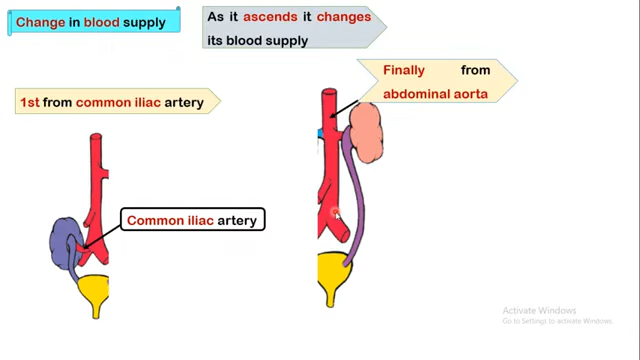 Change in blood supply
As it ascends it changes
its blood supply
Finally from
abdominal aorta
1st from common iliac artery
Common iliac artery
Activate Windows
Go to Settings to activate Windows.